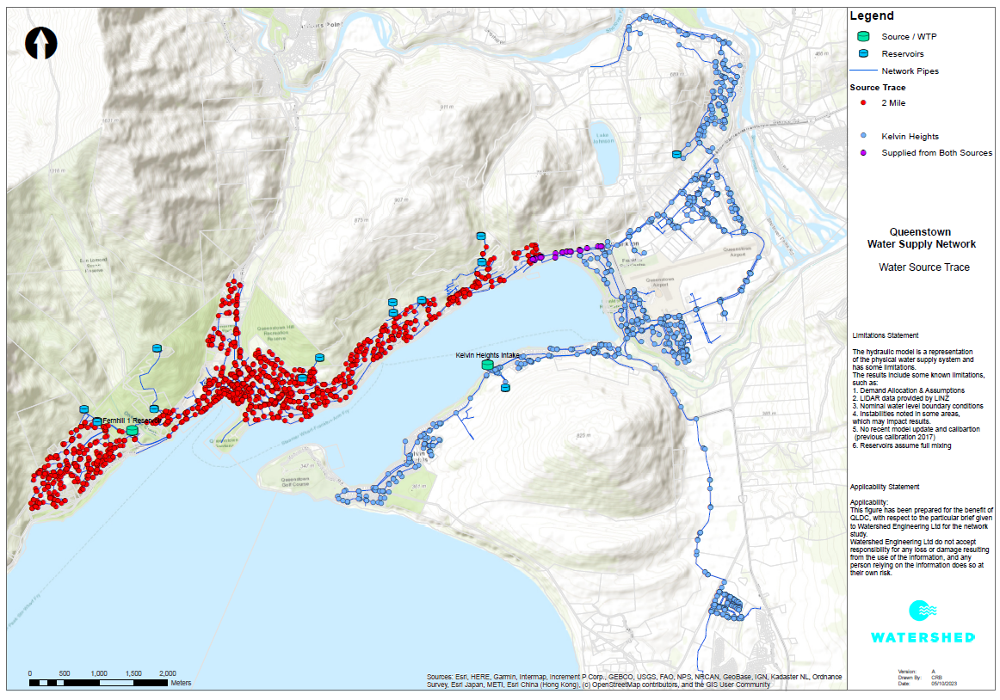 Legend
Source / WTP
Reservoirs
Network Pipes
Source Trace
2 Mile
Kelvin Heights
Supplied from Both Sources
Queenstown
Water Supply Network
Water Source Trace
Limitations Statement
The hydraulic model is a representation
of the physical water supply system and
has some limitations.
The results include some known limitations,
such as:
1. Demand Allocation & Assumptions
2. LiDAR data provided by LINZ
3. Nominal water level boundary conditions
4. Instabilities noted in some areas,
which may impact results.
5. No recent model update and calibartion
(previous calibration 2017)
6. Reservoirs assume full mixing
Applicability Statement
Applicability:
This figure has been prepared for the benefit of
QLDC, with respect to the particular brief given
to Watershed Engineering Ltd for the network
study.
Watershed Engineering Ltd do not accept
responsibility for any loss or damage resulting
from the use of the information, and any
person relying on the information does so at
their own risk.
WATERSHED
Version: A
Drawn By: CRB
Date: 05/10/2023
Lake
Johnson
Queenstown
Airport
Queenstown
Airport
Queenstown Hill
Recreation
Reserve
Kelvin Heights Intake
Fernhill 1
Queenstown
Golf Course
0 500 1,000 1,500 2,000
Meters
Sources: Esri, HERE, Garmin, Intermap, increment P Corp., GEBCO, USGS, FAO, NPS, NRCAN, GeoBase, IGN, Kadaster NL, Ordnance
Survey, Esri Japan, METI, Esri China (Hong Kong), (c) OpenStreetMap contributors, and the GIS User Community